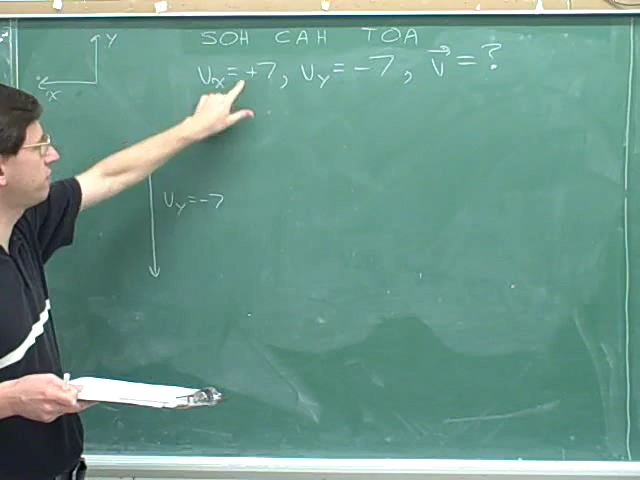 SOH CAH TOA
Y
x
Vx = +7, Vy = -7, V⃗ = ?
Vy = -7